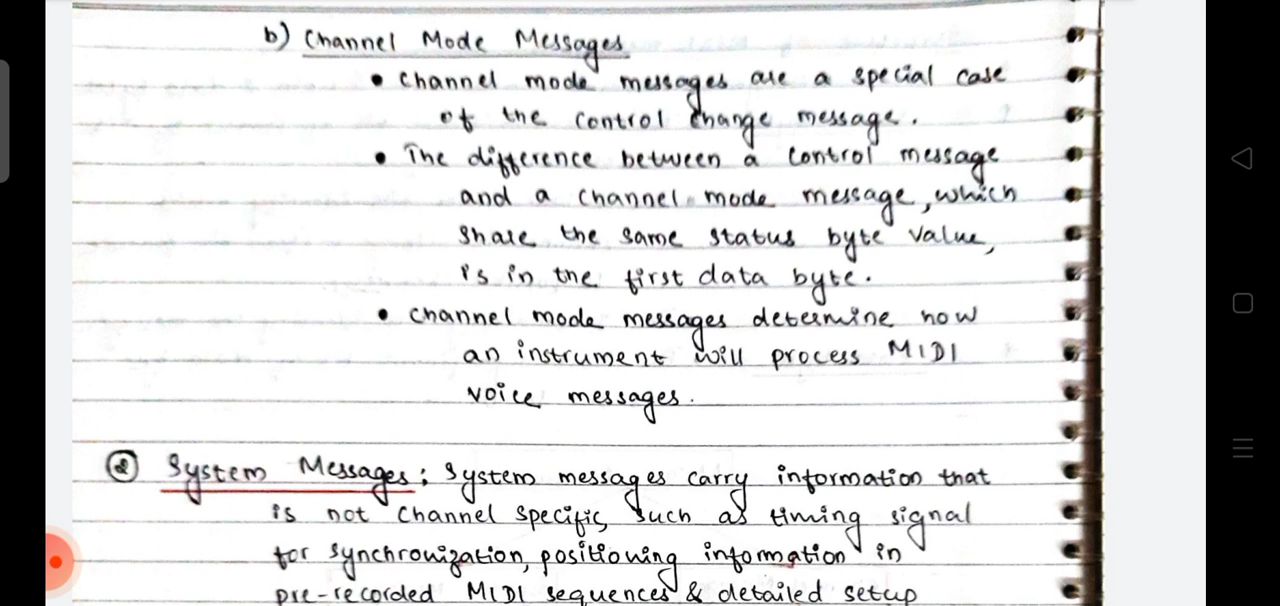 b) Channel Mode Messages
• Channel mode messages are a special case
of the control change message.
• The difference between a control message
and a channel mode message, which
share the same status byte value,
is in the first data byte.
• Channel mode messages determine how
an instrument will process MIDI
voice messages.
② System Messages: System messages carry information that
is not channel specific, such as timing signal
for synchronization, positioning information in
pre-recorded MIDI sequences & detailed setup